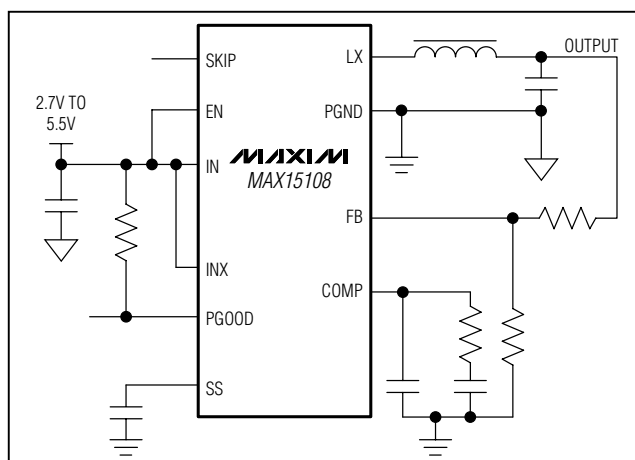 SKIP
LX
OUTPUT
2.7V TO
5.5V
EN
PGND
IN
MAXIM
MAX15108
FB
INX
COMP
PGOOD
SS